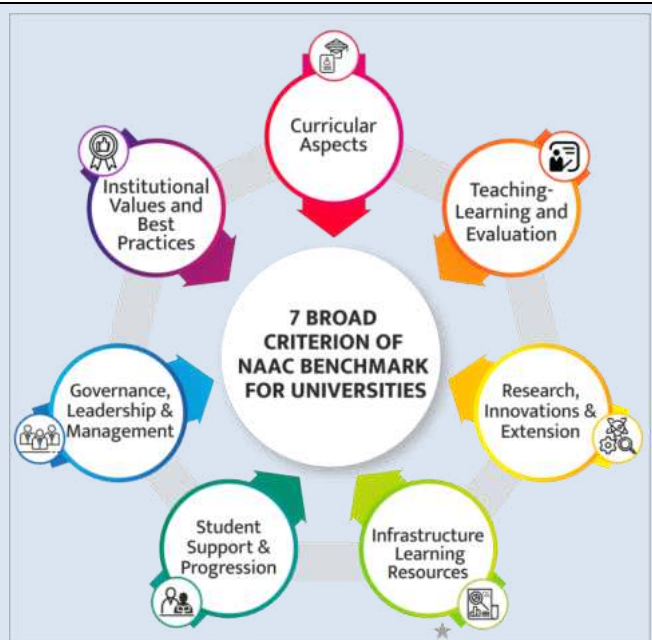 Curricular
Aspects
Teaching-
Learning and
Evaluation
Research,
Innovations &
Extension
Infrastructure
Learning
Resources
Student
Support &
Progression
Governance,
Leadership &
Management
Institutional
Values and
Best
Practices
7 BROAD
CRITERION OF
NAAC BENCHMARK
FOR UNIVERSITIES